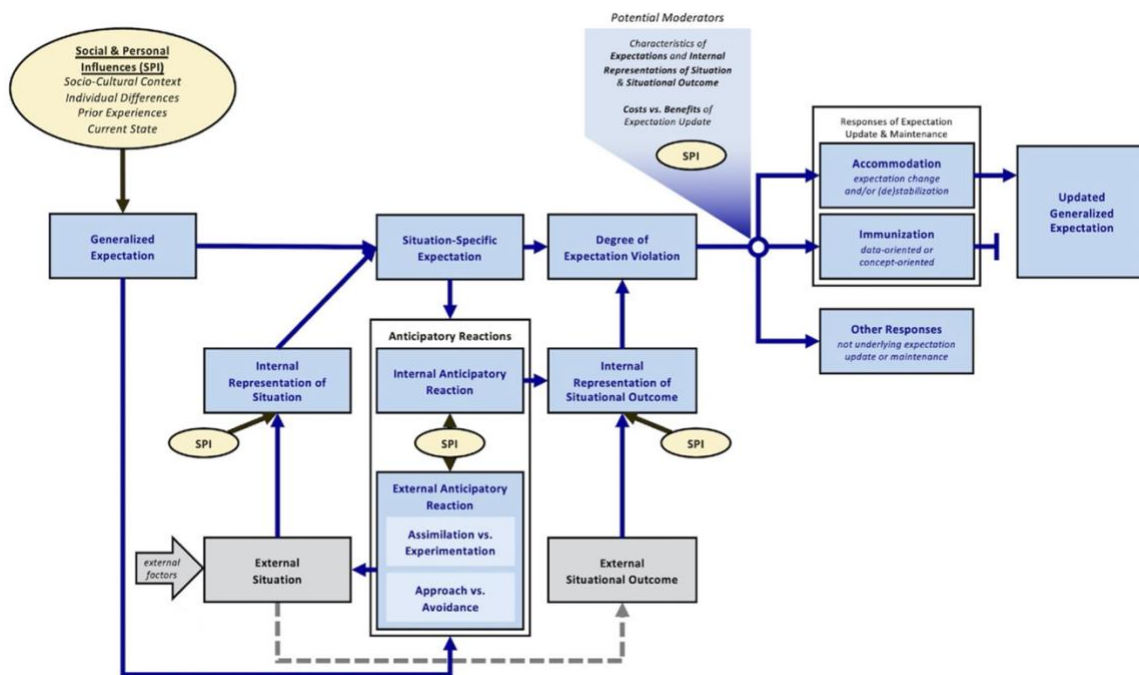 Social & Personal
Influences (SPI)
Socio-Cultural Context
Individual Differences
Prior Experiences
Current State
Potential Moderators
Characteristics of
Expectations and Internal
Representations of Situation
& Situational Outcome
Costs vs. Benefits of
Expectation Update
SPI
Responses of Expectation
Update & Maintenance
Accommodation
expectation change
and/or (de)stabilization
Immunization
data-oriented or
concept-oriented
Other Responses
not underlying expectation
update or maintenance
Updated
Generalized
Expectation
Generalized
Expectation
Situation-Specific
Expectation
Degree of
Expectation Violation
Anticipatory Reactions
Internal
Representation of
Situation
Internal Anticipatory
Reaction
Internal
Representation of
Situational Outcome
SPI
SPI
SPI
External Anticipatory
Reaction
Assimilation vs.
Experimentation
Approach vs.
Avoidance
external
factors
External
Situation
External
Situational Outcome